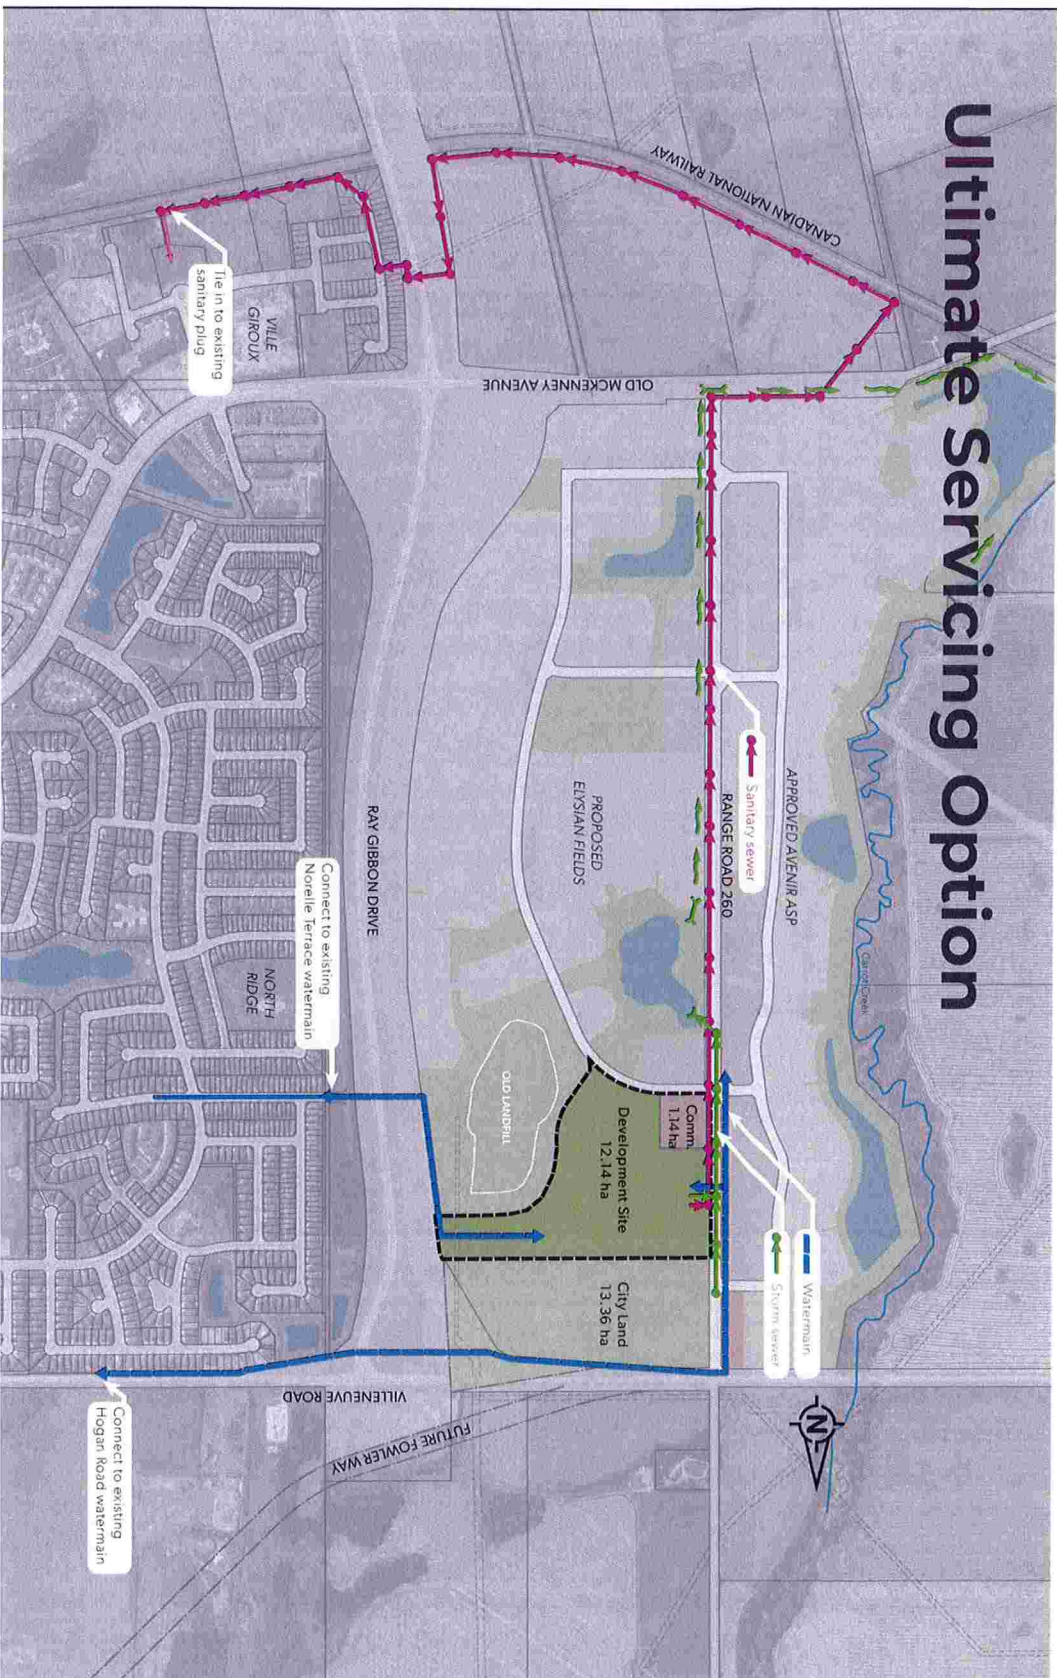 Ultimate Servicing Option
CANADIAN NATIONAL RAILWAY
Carrot Creek
APPROVED AVENIR ASP
Watermain
Storm sewer
Sanitary sewer
RANGE ROAD 260
OLD MCKENNEY AVENUE
Comm.
1.14 ha
PROPOSED
ELYSIAN FIELDS
Development Site
12.14 ha
City Land
13.36 ha
OLD LANDFILL
N
RAY GIBBON DRIVE
FUTURE FOWLER WAY
VILLENEUVE ROAD
VILLE
GIROUX
Tie in to existing
sanitary plug
Connect to existing
Norelle Terrace watermain
NORTH
RIDGE
Connect to existing
Hogan Road watermain